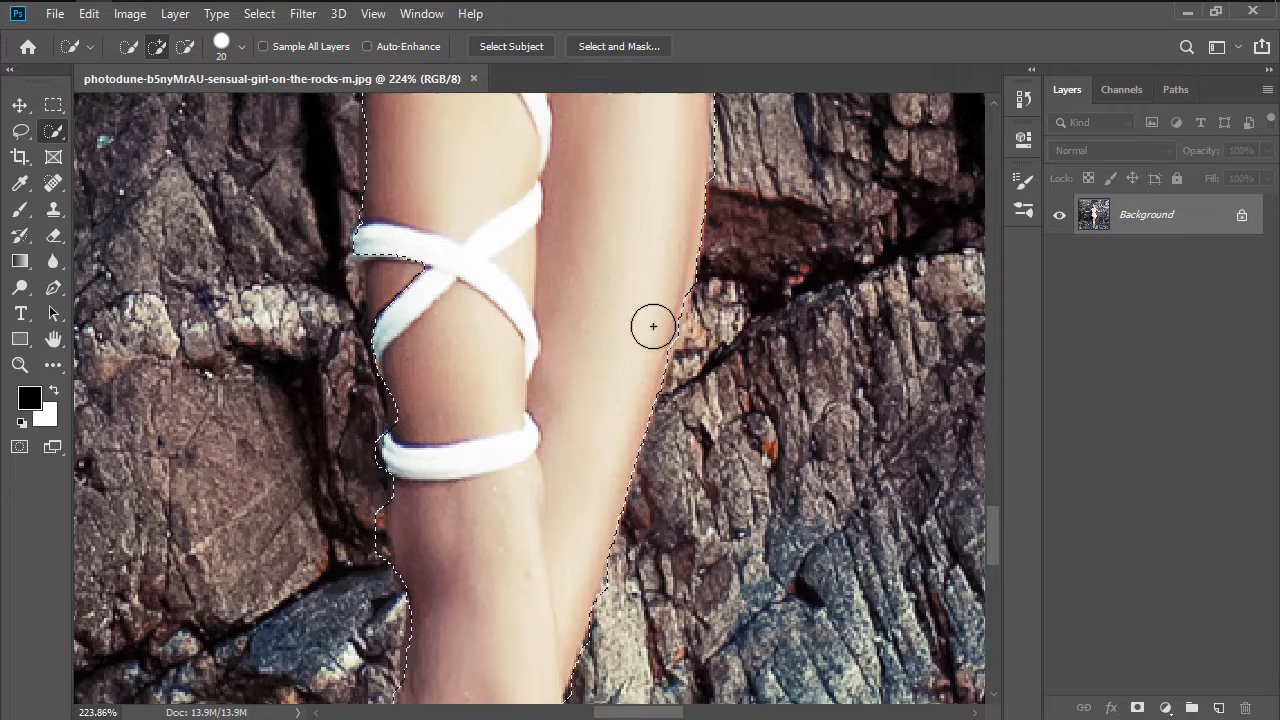 Ps File Edit Image Layer Type Select Filter 3D View Window Help
20 Sample All Layers Auto-Enhance Select Subject Select and Mask...
photodune-b5nyMrAU-sensual-girl-on-the-rocks-m.jpg @ 224% (RGB/8)
Layers Channels Paths
Kind
Normal Opacity: 100%
Lock: Fill: 100%
Background
fx
223.86% Doc: 13.9M/13.9M